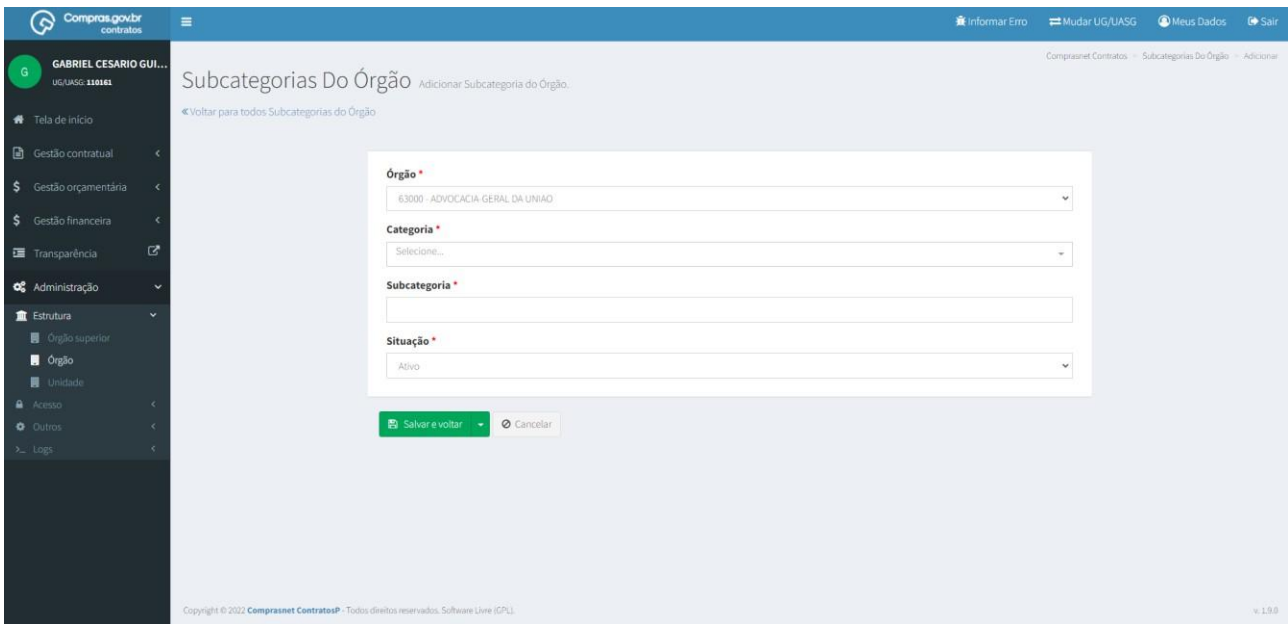 Compras.gov.br
contratos
Informar Erro
Mudar UG/UASG
Meus Dados
Sair
G
GABRIEL CESARIO GUI...
UG/UASG: 110161
Tela de início
Gestão contratual
Gestão orçamentária
Gestão financeira
Transparência
Administração
Estrutura
Órgão superior
Órgão
Unidade
Acesso
Outros
Logs
Comprasnet Contratos
Subcategorias Do Órgão
Adicionar
Subcategorias Do Órgão Adicionar Subcategoria do Órgão.
«Voltar para todos Subcategorias do Órgão
Órgão *
63000 - ADVOCACIA-GERAL DA UNIAO
Categoria *
Selecione...
Subcategoria *
Situação *
Ativo
Salvar e voltar
Cancelar
Copyright © 2022 Comprasnet ContratosP - Todos direitos reservados. Software Livre (GPL).
v. 1.9.0